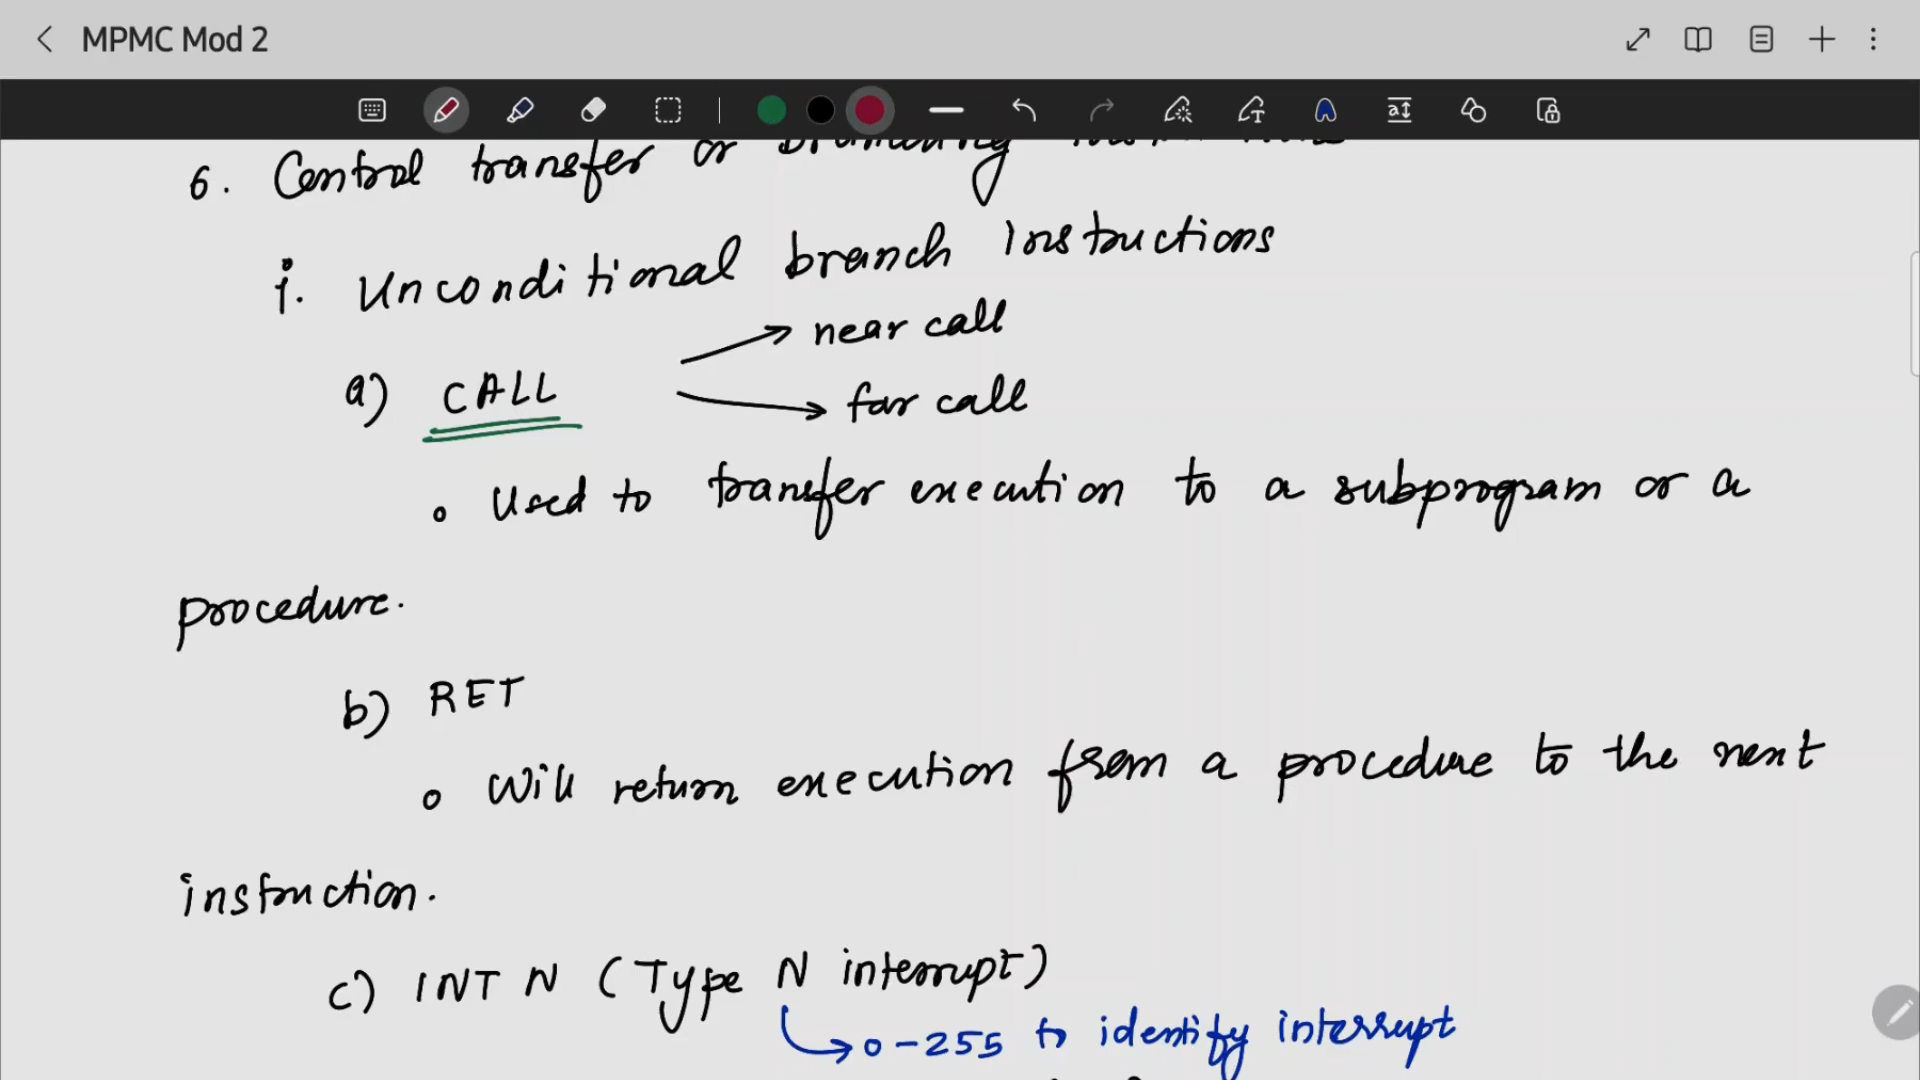 MPMC Mod 2
6. Control transfer or branching
i. Unconditional branch instructions
near call
a) CALL
far call
Used to transfer execution to a subprogram or a
procedure.
b) RET
Will return execution from a procedure to the next
instruction.
c) INT N (Type N interrupt)
0-255 to identify interrupt